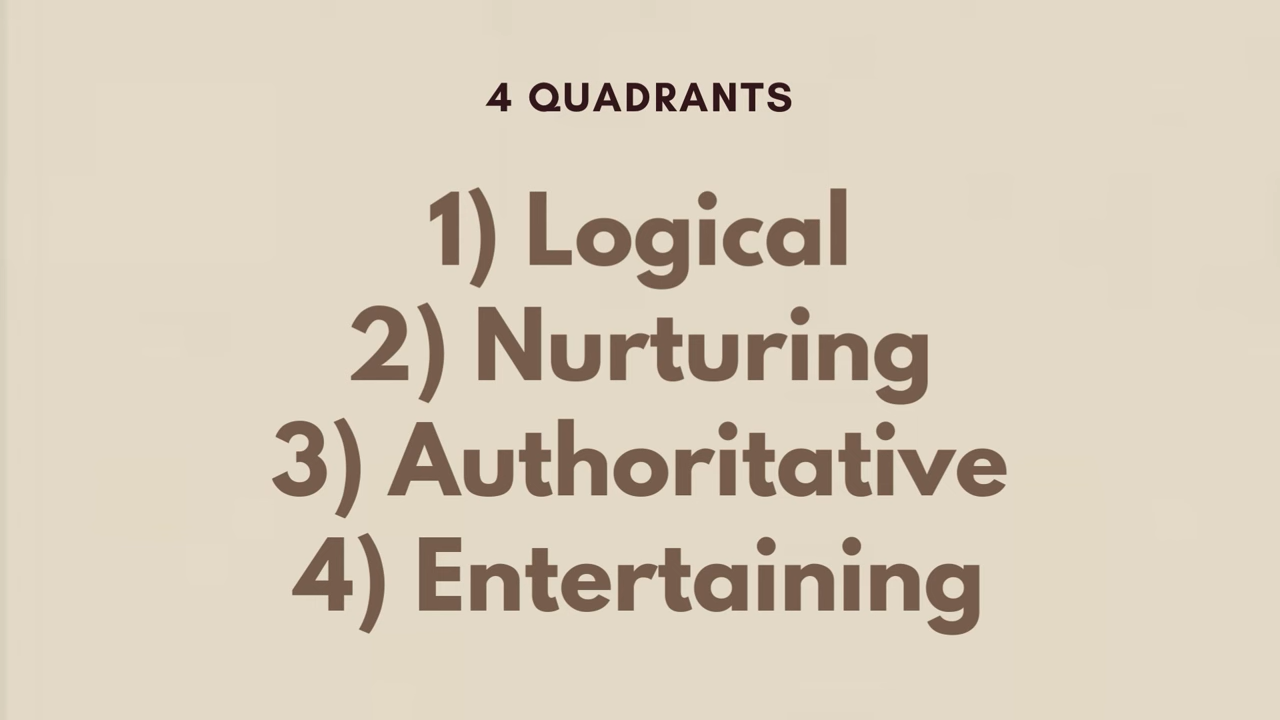 4 QUADRANTS
1) Logical
2) Nurturing
3) Authoritative
4) Entertaining